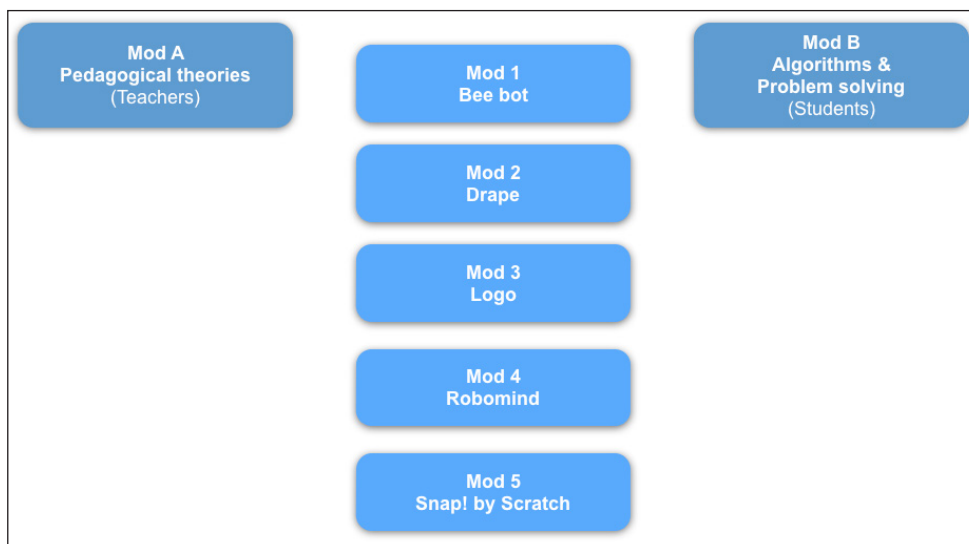 Mod A
Pedagogical theories
(Teachers)
Mod 1
Bee bot
Mod B
Algorithms &
Problem solving
(Students)
Mod 2
Drape
Mod 3
Logo
Mod 4
Robomind
Mod 5
Snap! by Scratch